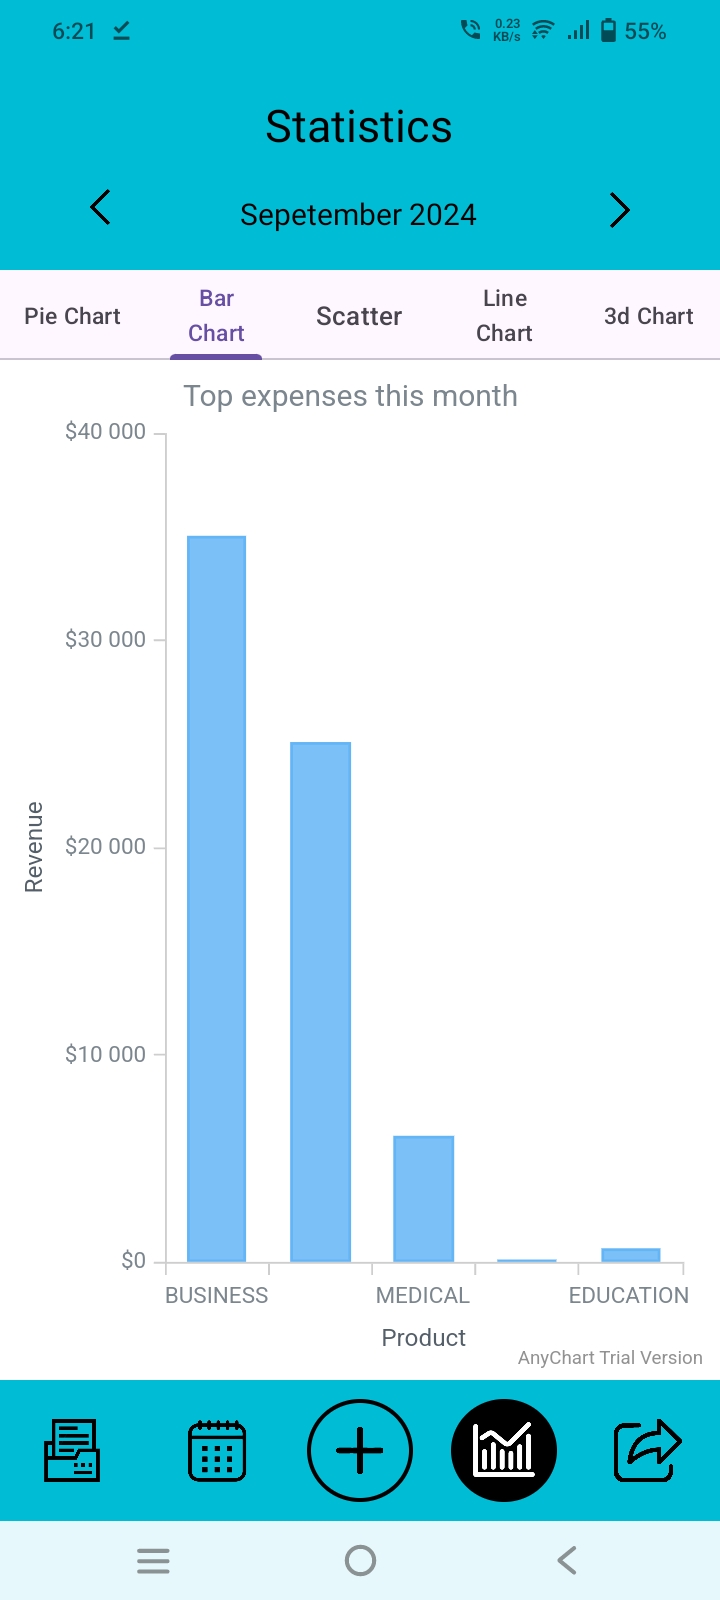 6:21
0.23
KB/s
55%
Statistics
Sepetember 2024
Pie Chart
Bar
Chart
Scatter
Line
Chart
3d Chart
Top expenses this month
$40 000
$30 000
$20 000
$10 000
$0
Revenue
BUSINESS MEDICAL EDUCATION
Product
AnyChart Trial Version